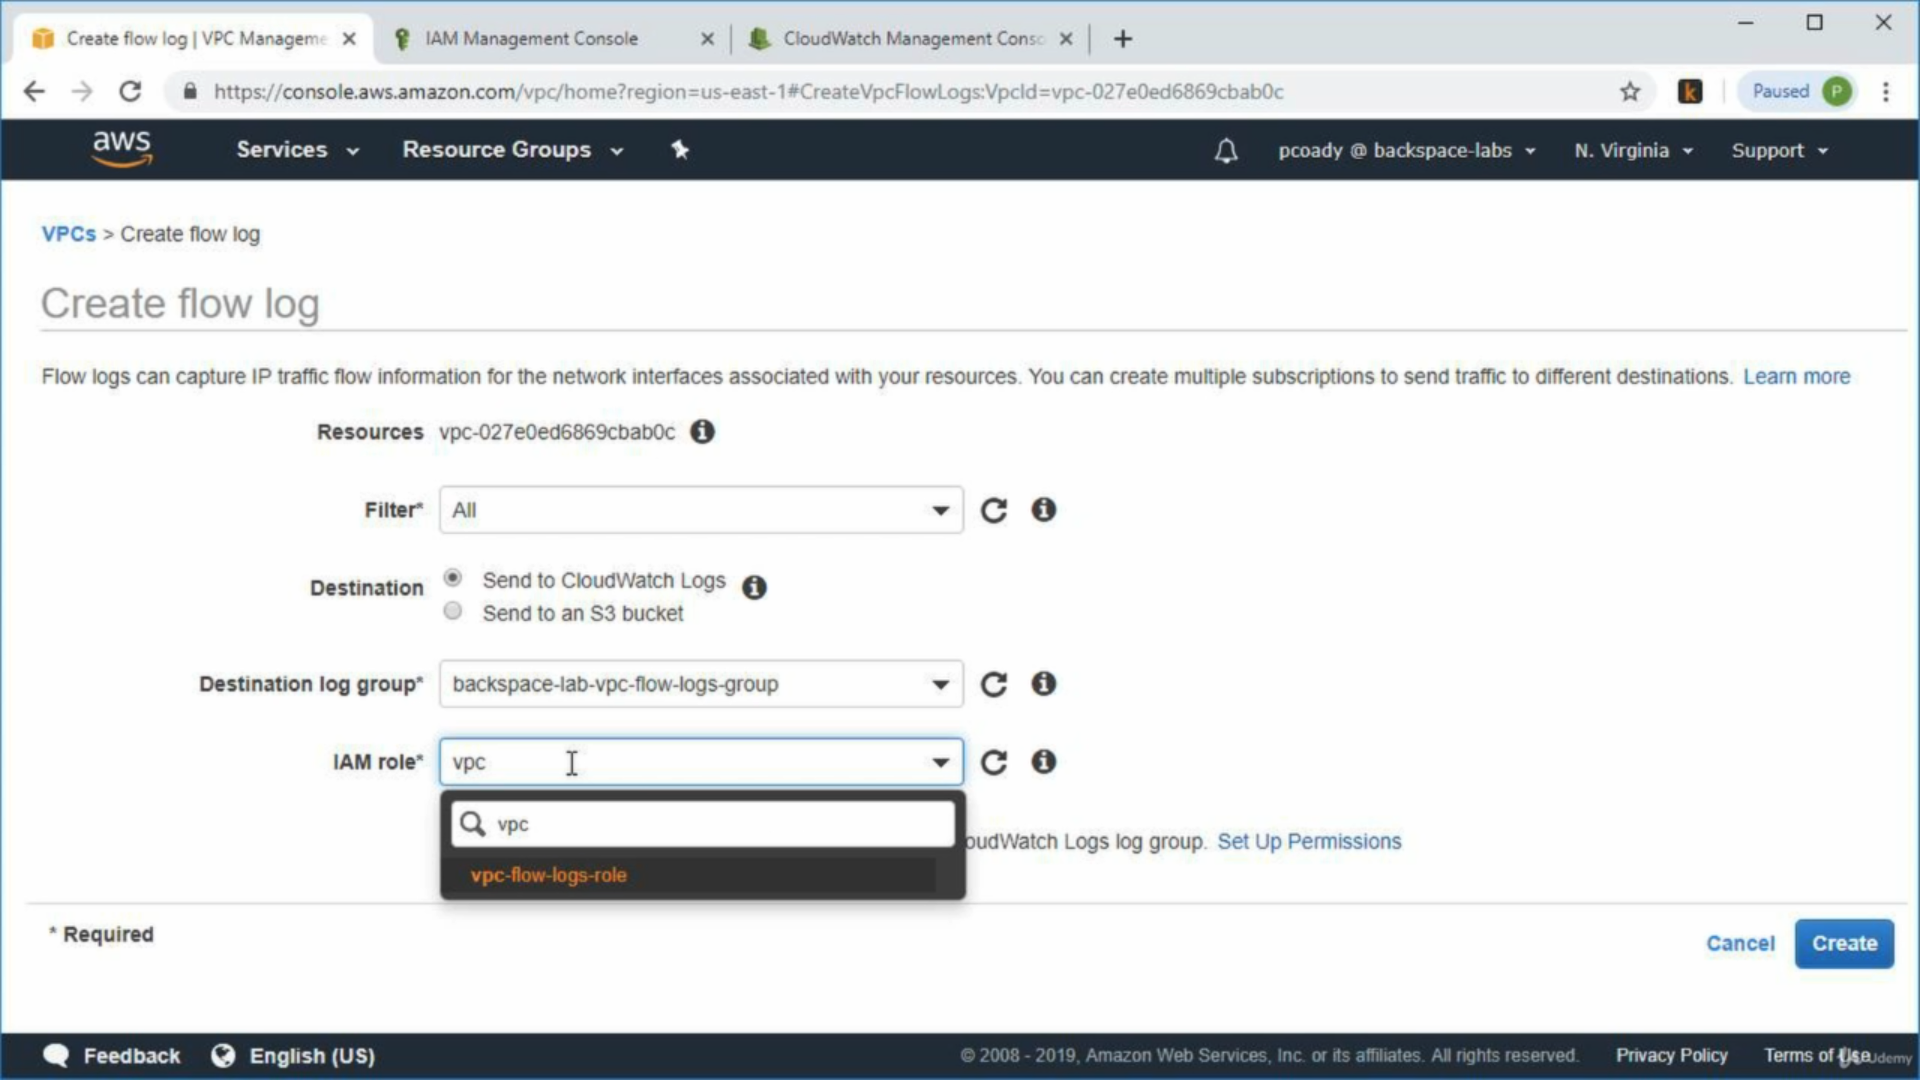 Create flow log | VPC Manageme
IAM Management Console
CloudWatch Management Conso
https://console.aws.amazon.com/vpc/home?region=us-east-1#CreateVpcFlowLogs:VpcId=vpc-027e0ed6869cbab0c
k
Paused P
aws Services Resource Groups pcoady @ backspace-labs N. Virginia Support
VPCs > Create flow log
Create flow log
Flow logs can capture IP traffic flow information for the network interfaces associated with your resources. You can create multiple subscriptions to send traffic to different destinations. Learn more
Resources vpc-027e0ed6869cbab0c
Filter* All
Destination Send to CloudWatch Logs
Send to an S3 bucket
Destination log group* backspace-lab-vpc-flow-logs-group
IAM role* vpc
vpc
oudWatch Logs log group. Set Up Permissions
vpc-flow-logs-role
* Required
Cancel Create
Feedback English (US) © 2008 - 2019, Amazon Web Services, Inc. or its affiliates. All rights reserved. Privacy Policy Terms of Use
Udemy